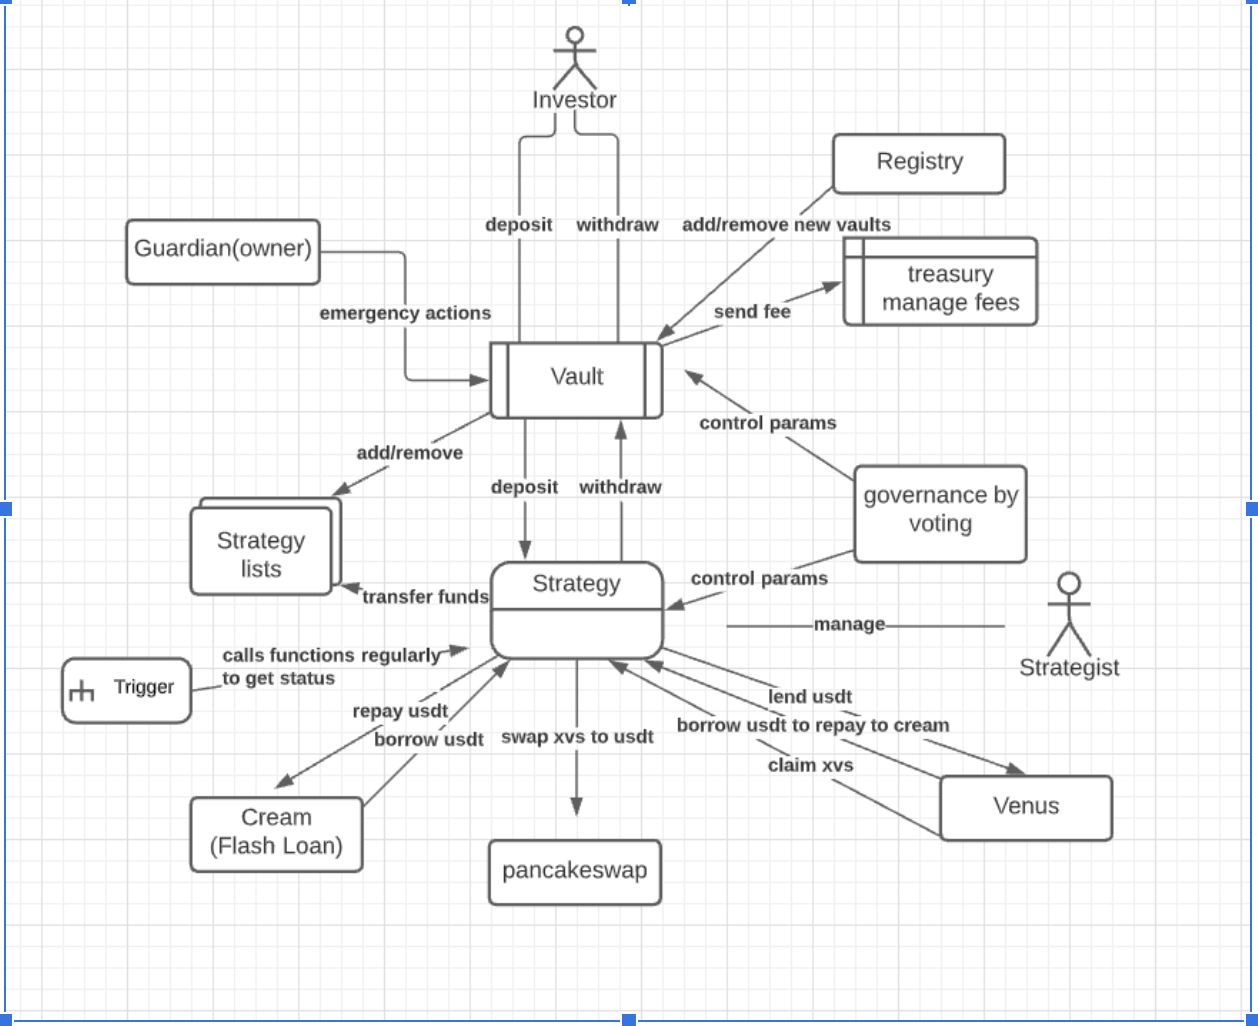 Investor
Registry
deposit
withdraw
add/remove new vaults
Guardian(owner)
treasury
manage fees
emergency actions
send fee
Vault
control params
add/remove
deposit
withdraw
governance by
voting
Strategy
lists
Strategy
control params
transfer funds
manage
calls functions regularly
to get status
Strategist
Trigger
lend usdt
repay usdt
borrow usdt to repay to cream
borrow usdt
swap xvs to usdt
claim xvs
Cream
(Flash Loan)
Venus
pancakeswap